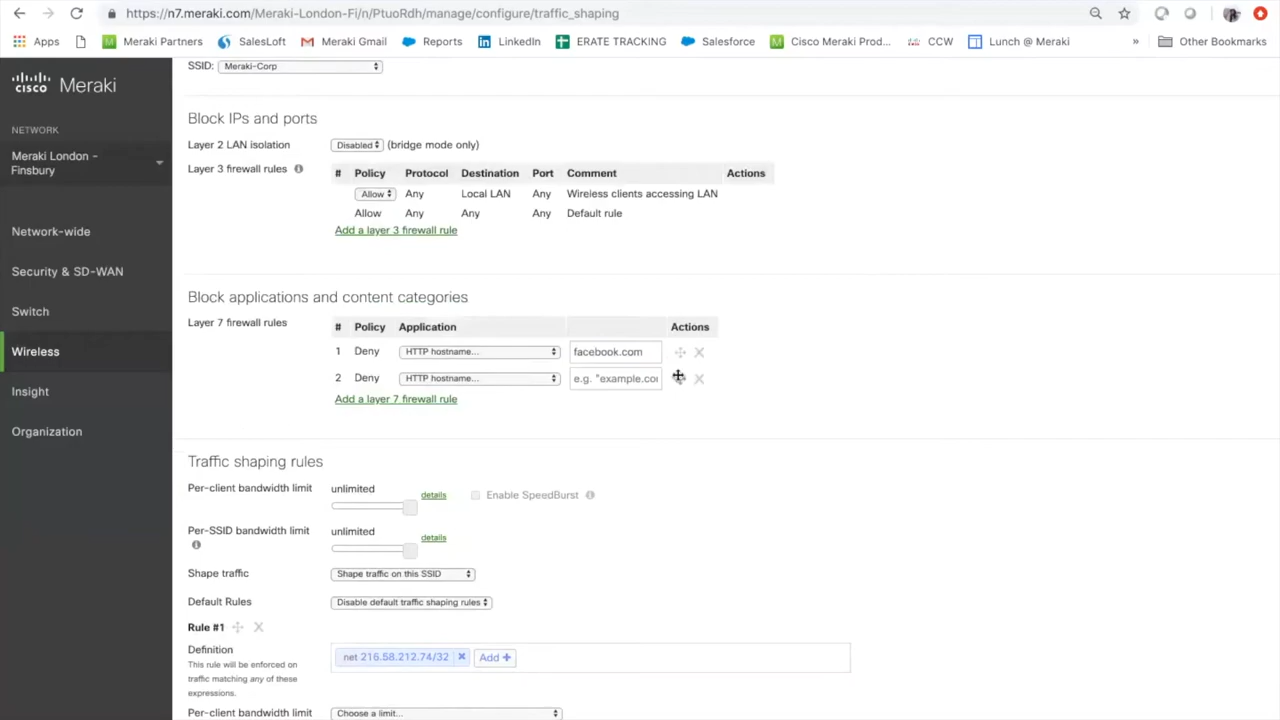 https://n7.meraki.com/Meraki-London-Fi/n/PtuoRdh/manage/configure/traffic_shaping
Apps Meraki Partners SalesLoft Meraki Gmail Reports LinkedIn ERATE TRACKING Salesforce Cisco Meraki Prod... CCW Lunch @ Meraki » Other Bookmarks
cisco Meraki
NETWORK
Meraki London -
Finsbury
Network-wide
Security & SD-WAN
Switch
Wireless
Insight
Organization
SSID: Meraki-Corp
Block IPs and ports
Layer 2 LAN isolation Disabled (bridge mode only)
Layer 3 firewall rules i # Policy Protocol Destination Port Comment Actions
Allow Any Local LAN Any Wireless clients accessing LAN
Allow Any Any Any Default rule
Add a layer 3 firewall rule
Block applications and content categories
Layer 7 firewall rules # Policy Application Actions
1 Deny HTTP hostname... facebook.com X
2 Deny HTTP hostname... e.g. "example.co X
Add a layer 7 firewall rule
Traffic shaping rules
Per-client bandwidth limit unlimited details Enable SpeedBurst i
Per-SSID bandwidth limit unlimited details
i
Shape traffic Shape traffic on this SSID
Default Rules Disable default traffic shaping rules
Rule #1 X
Definition net 216.58.212.74/32 × Add +
This rule will be enforced on
traffic matching any of these
expressions.
Per-client bandwidth limit Choose a limit...